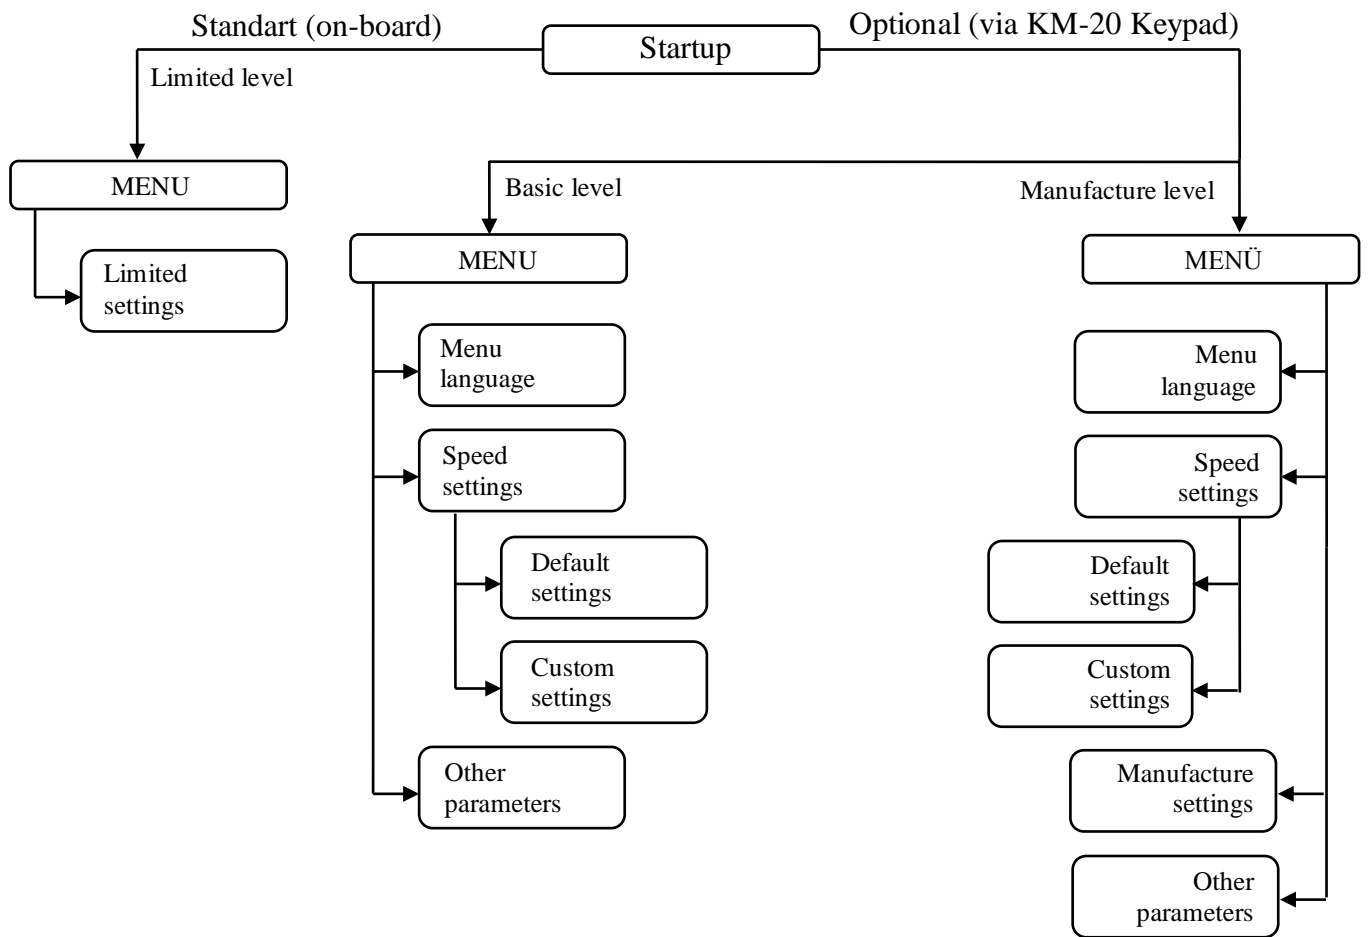 Standart (on-board)
Startup
Optional (via KM-20 Keypad)
Limited level
MENU
Limited
settings
Basic level
MENU
Menu
language
Speed
settings
Default
settings
Custom
settings
Other
parameters
Manufacture level
MENÜ
Menu
language
Speed
settings
Default
settings
Custom
settings
Manufacture
settings
Other
parameters